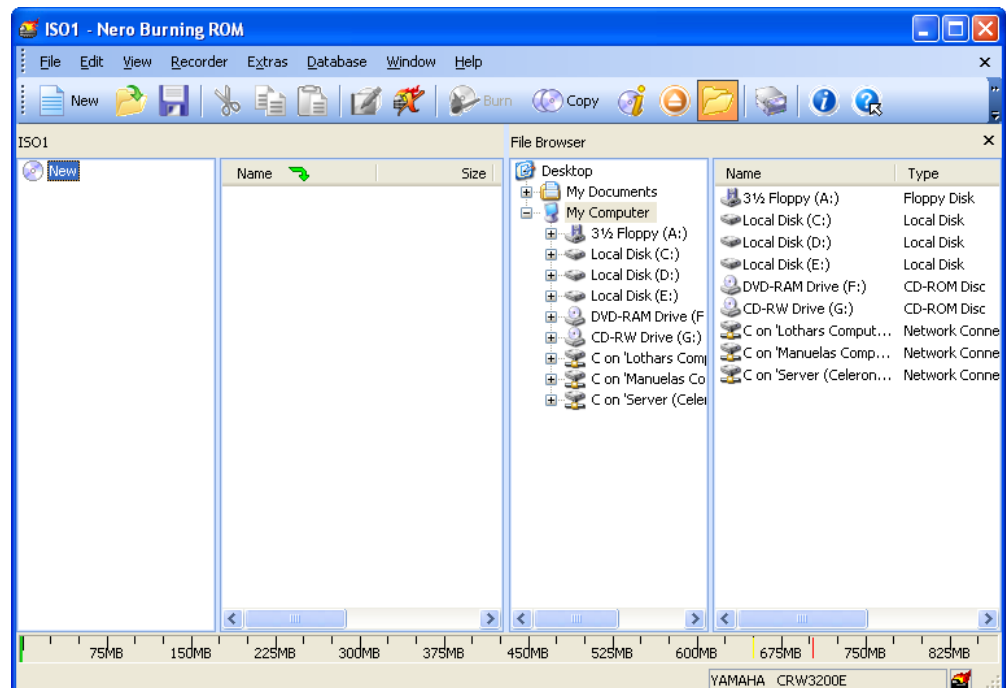 ISO1 - Nero Burning ROM
File Edit View Recorder Extras Database Window Help
New Burn Copy
ISO1
File Browser
New
Name Size
Desktop
My Documents
My Computer
3½ Floppy (A:)
Local Disk (C:)
Local Disk (D:)
Local Disk (E:)
DVD-RAM Drive (F
CD-RW Drive (G:)
C on 'Lothars Comp
C on 'Manuelas Co
C on 'Server (Celer
Name Type
3½ Floppy (A:) Floppy Disk
Local Disk (C:) Local Disk
Local Disk (D:) Local Disk
Local Disk (E:) Local Disk
DVD-RAM Drive (F:) CD-ROM Disc
CD-RW Drive (G:) CD-ROM Disc
C on 'Lothars Comput... Network Conne
C on 'Manuelas Comp... Network Conne
C on 'Server (Celeron... Network Conne
75MB 150MB 225MB 300MB 375MB 450MB 525MB 600MB 675MB 750MB 825MB
YAMAHA CRW3200E